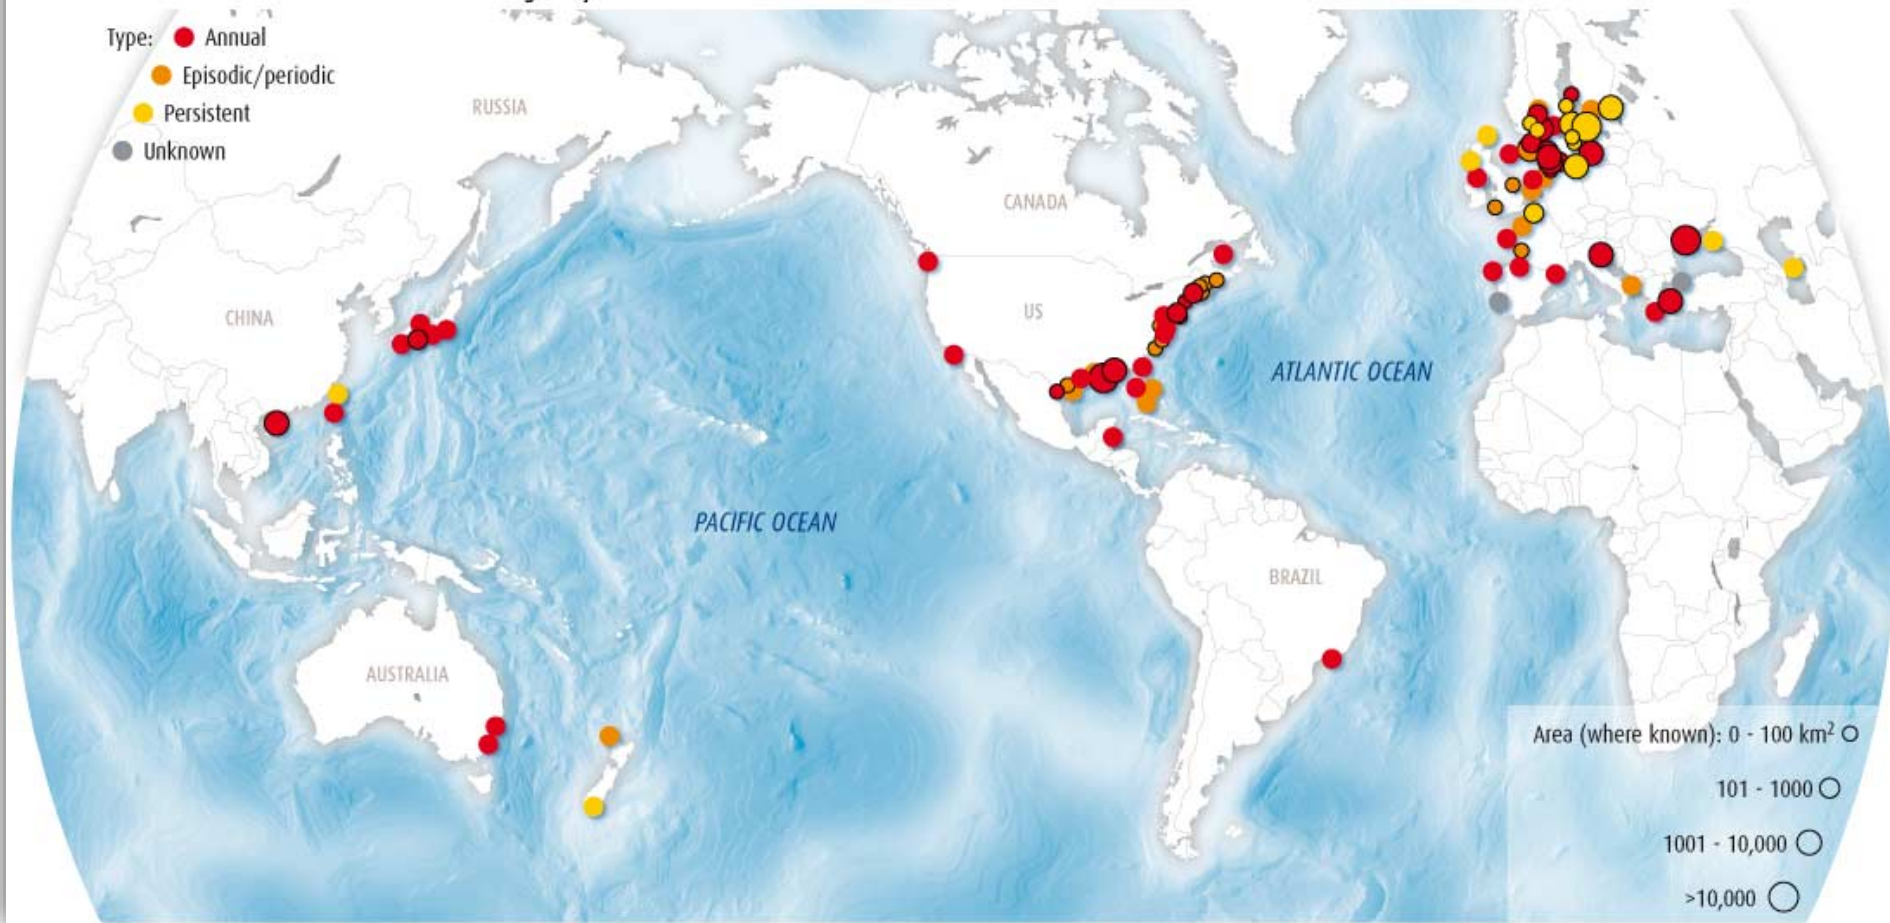 Type: Annual
Episodic/periodic
Persistent
Unknown
RUSSIA
CANADA
CHINA
US
ATLANTIC OCEAN
PACIFIC OCEAN
BRAZIL
AUSTRALIA
Area (where known): 0 - 100 km²
101 - 1000
1001 - 10,000
>10,000